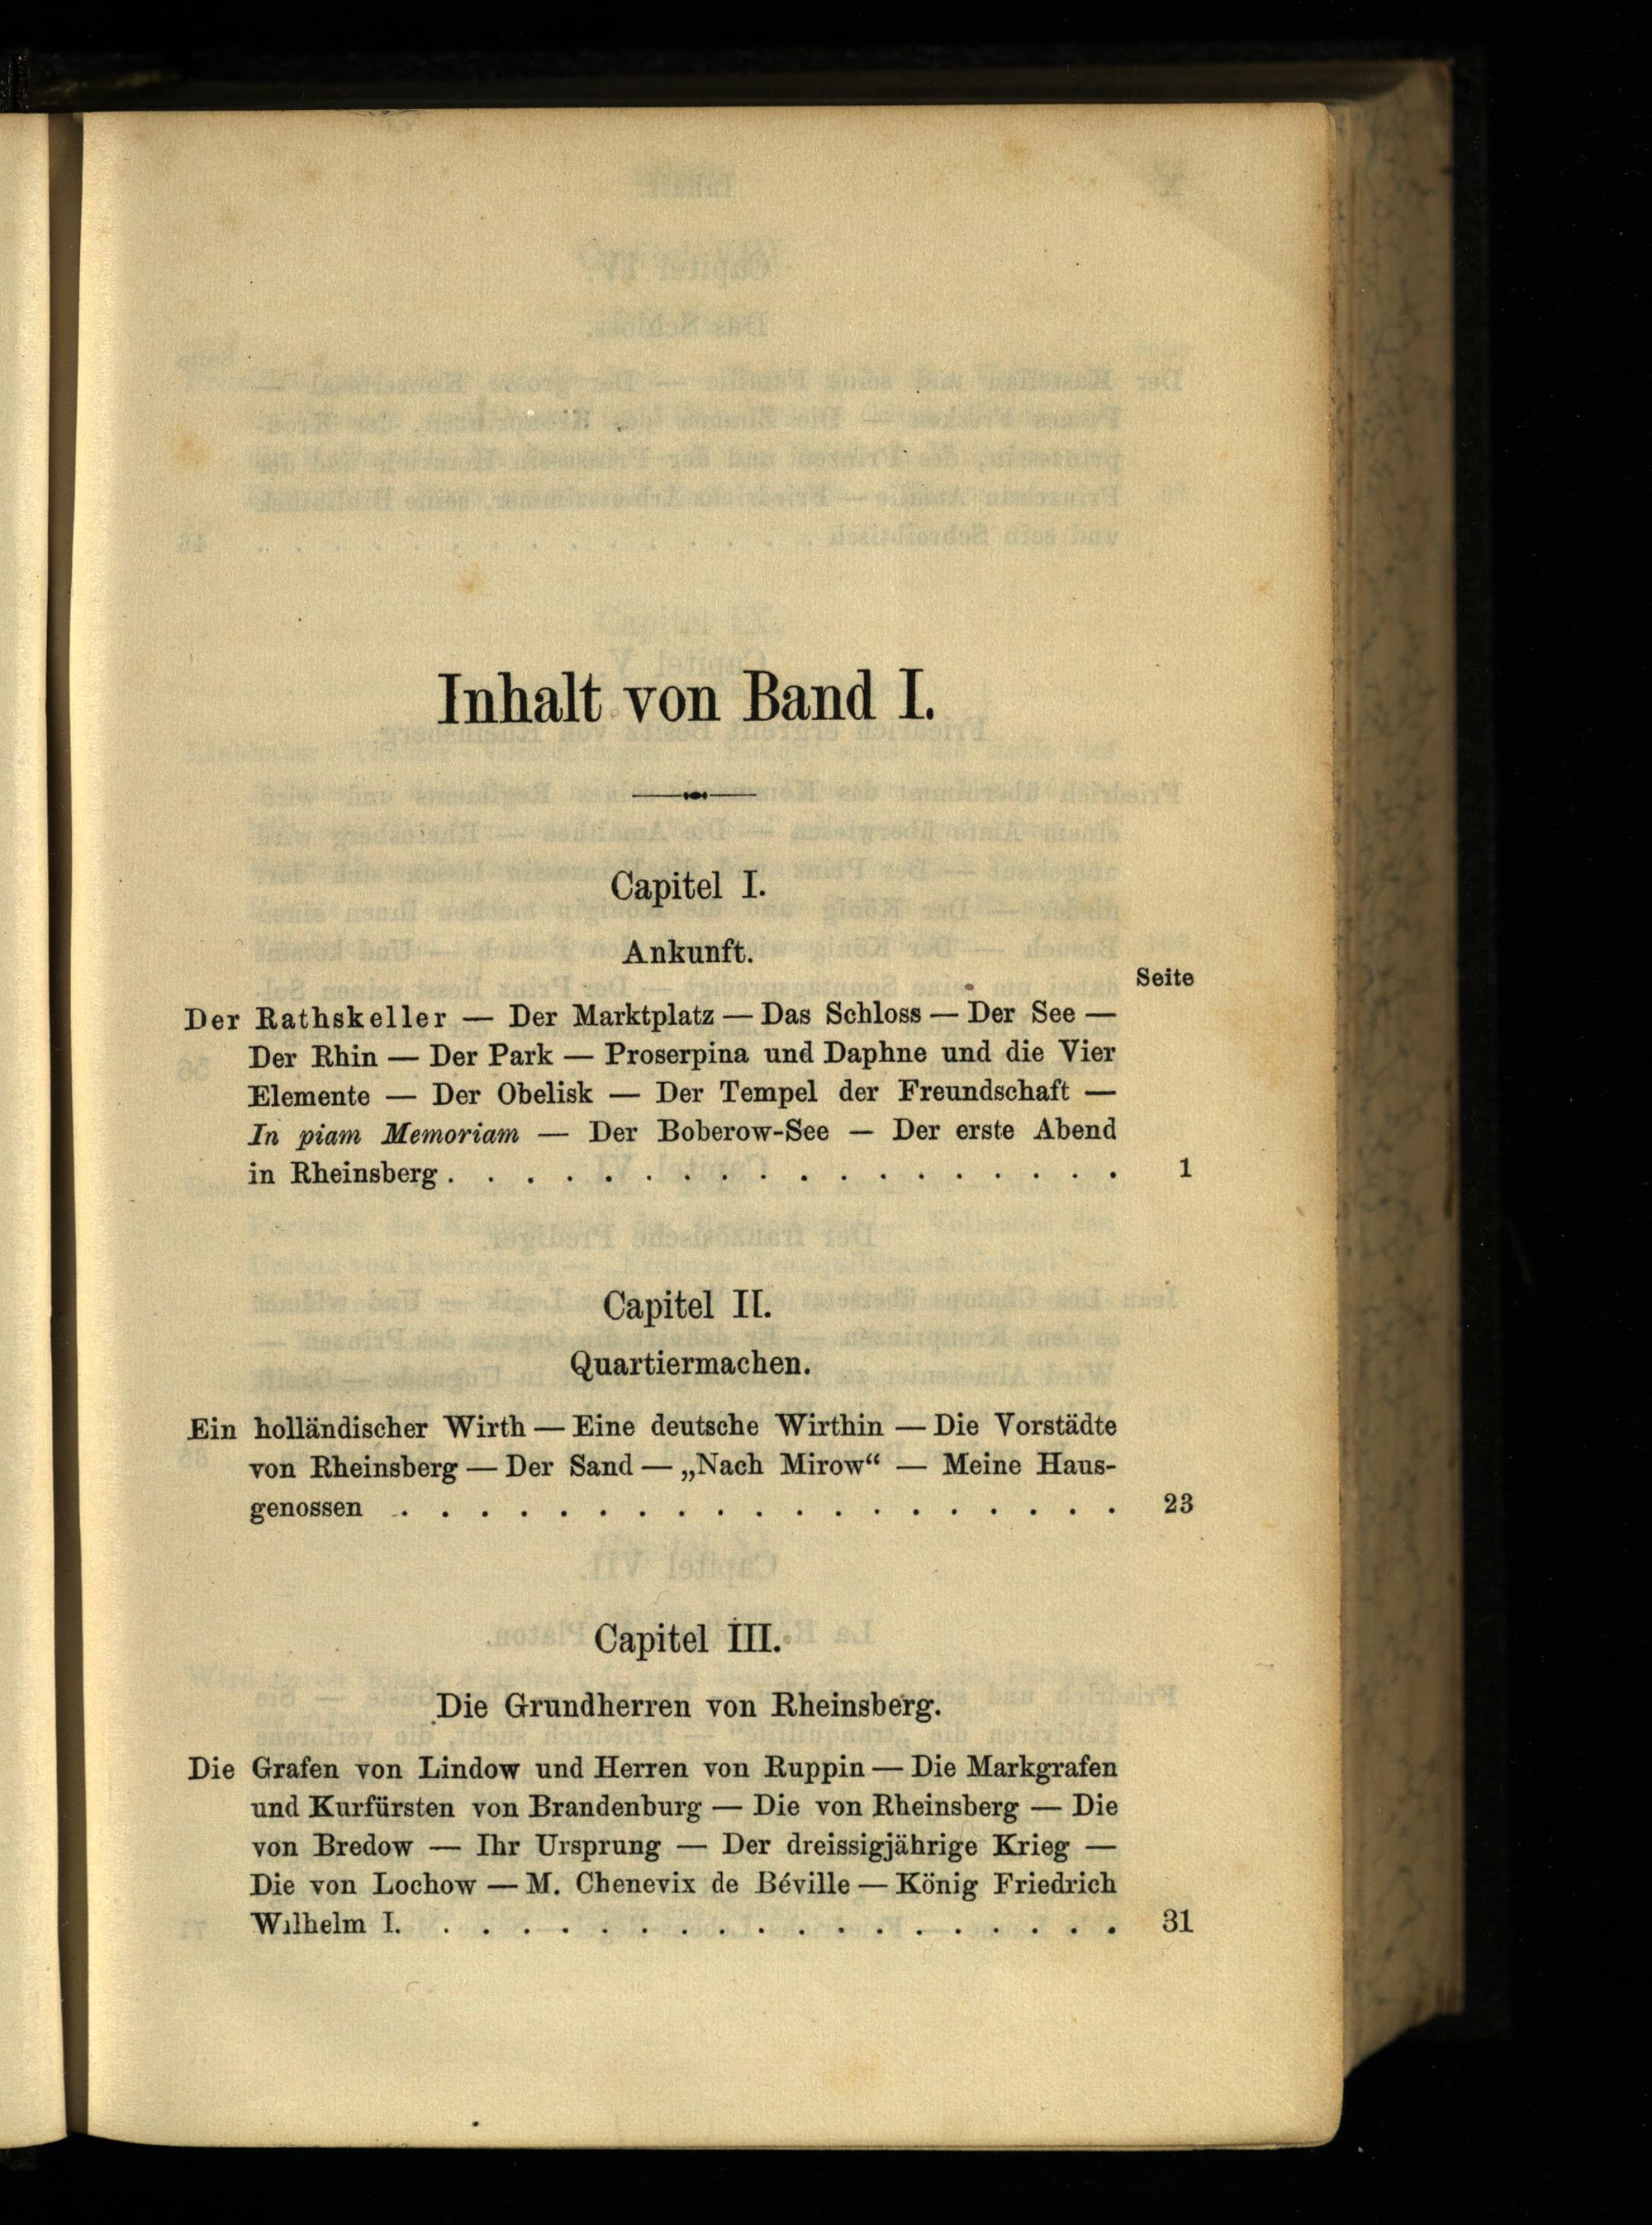 Inhalt von Band I.
Capitel I.
Ankunft.
Seite
Der Rathskeller — Der Marktplatz — Das Schloss — Der See —
Der Rhin — Der Park — Proserpina und Daphne und die Vier
Elemente — Der Obelisk — Der Tempel der Freundschaft —
In piam Memoriam — Der Boberow-See — Der erste Abend
in Rheinsberg . . . . . . . . . . . . . . . . . . 1
Capitel II.
Quartiermachen.
Ein holländischer Wirth — Eine deutsche Wirthin — Die Vorstädte
von Rheinsberg — Der Sand — „Nach Mirow“ — Meine Haus-
genossen . . . . . . . . . . . . . . . . . . . 23
Capitel III.
Die Grundherren von Rheinsberg.
Die Grafen von Lindow und Herren von Ruppin — Die Markgrafen
und Kurfürsten von Brandenburg — Die von Rheinsberg — Die
von Bredow — Ihr Ursprung — Der dreissigjährige Krieg —
Die von Lochow — M. Chenevix de Béville — König Friedrich
Wilhelm I. . . . . . . . . . . . . . . . . . . 31